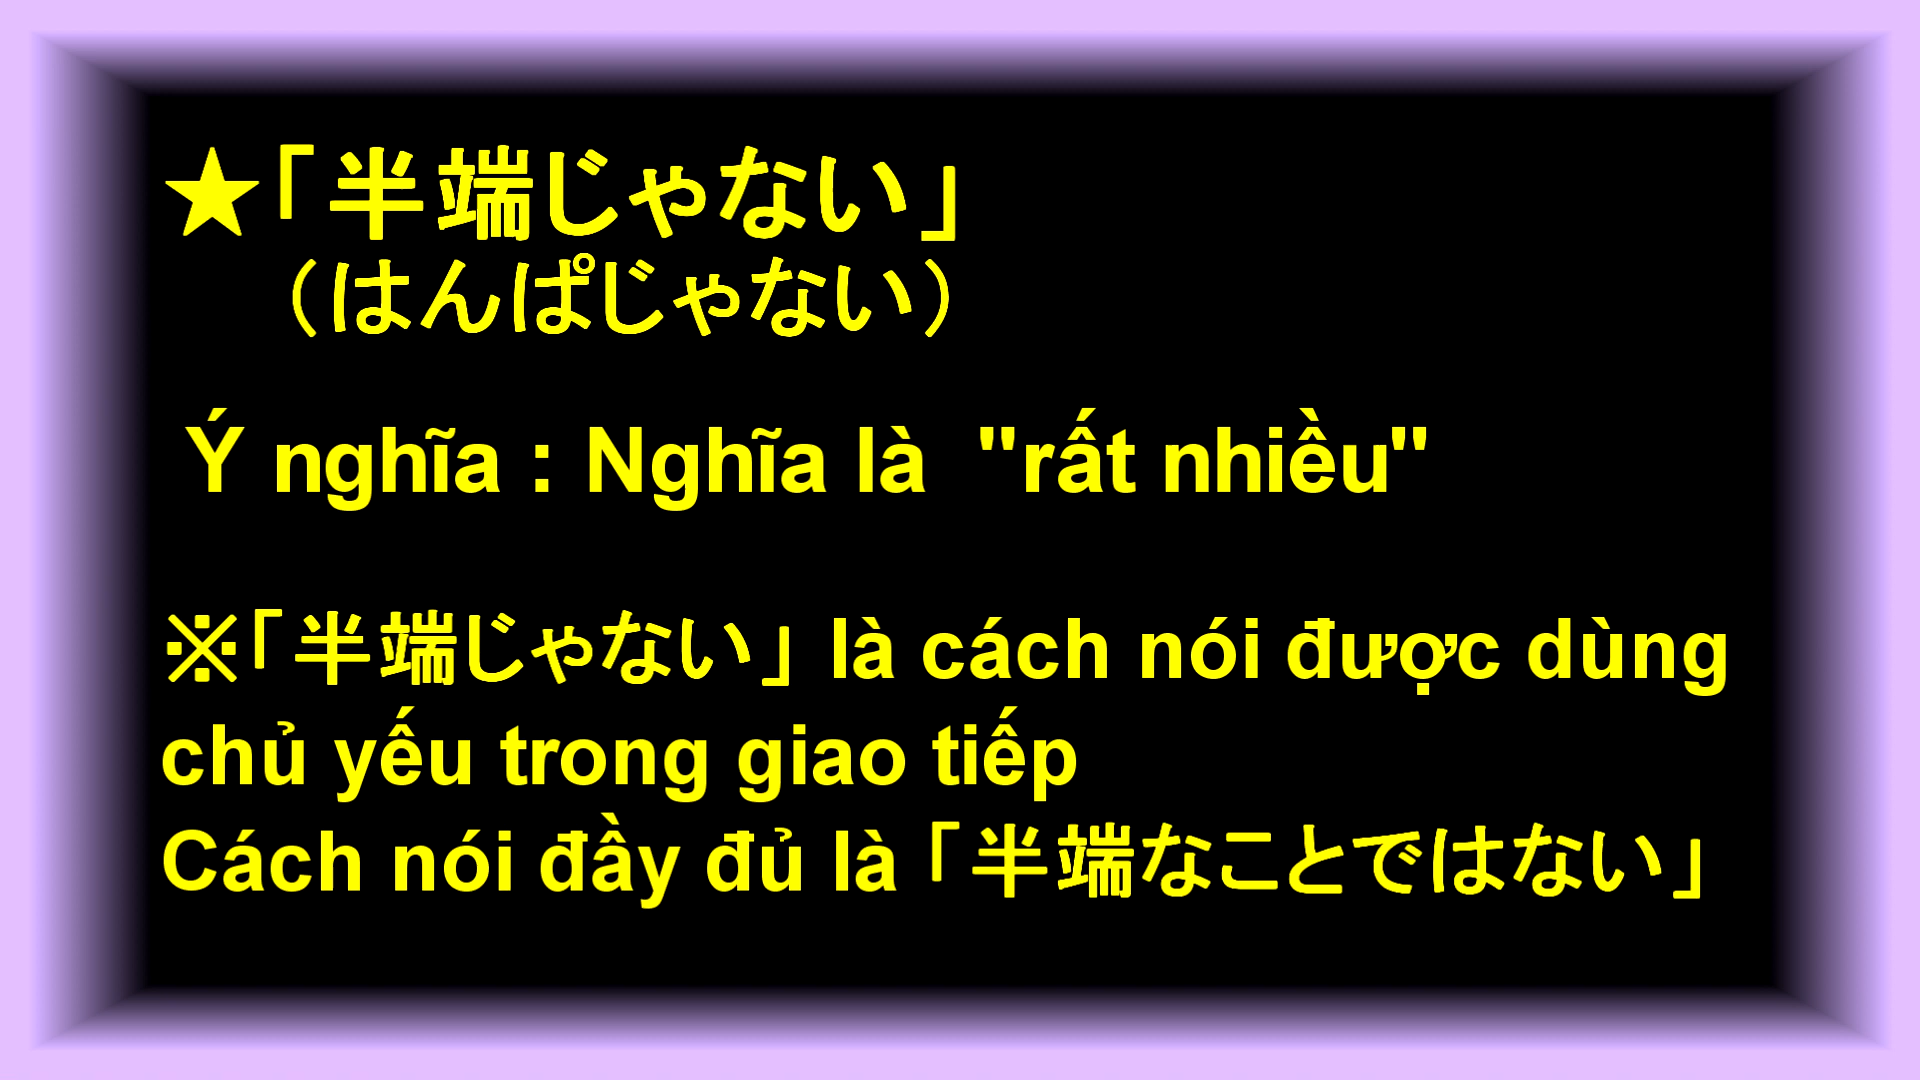 ★「半端じゃない」
（はんぱじゃない）
Ý nghĩa : Nghĩa là "rất nhiều"
※「半端じゃない」 là cách nói được dùng
chủ yếu trong giao tiếp
Cách nói đầy đủ là 「半端なことではない」